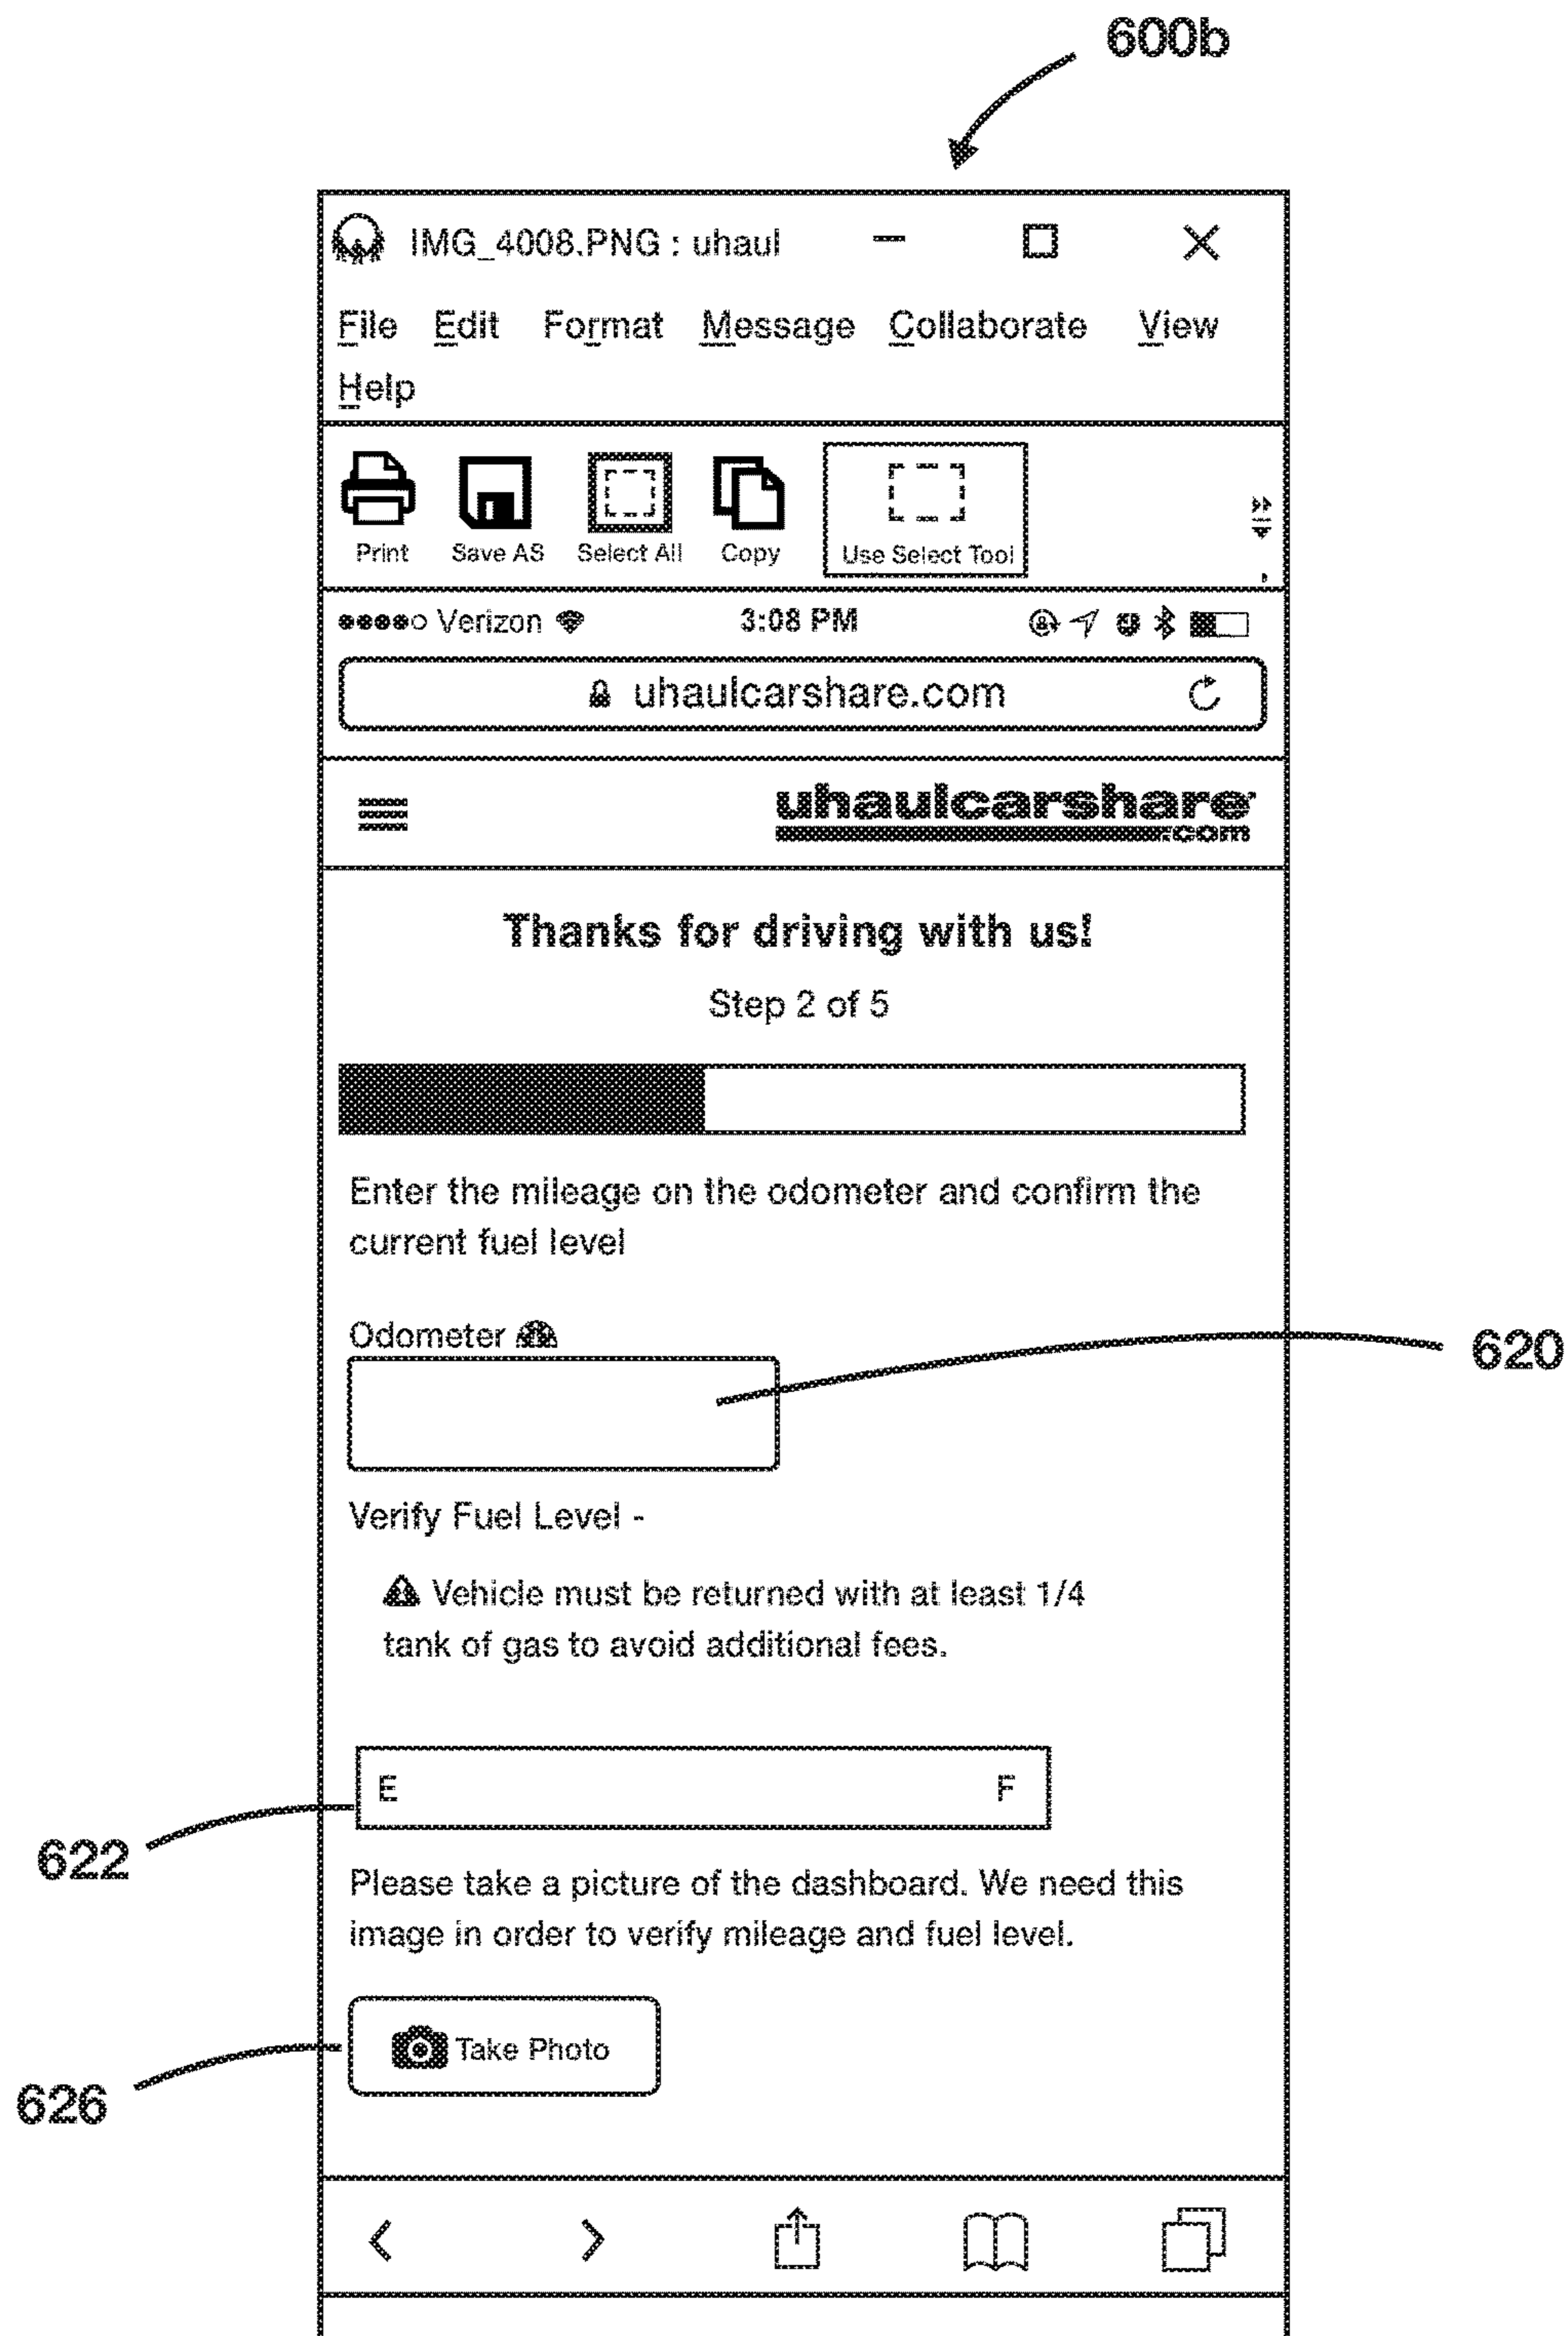 600b
IMG_4008.PNG : uhaul
File Edit Format Message Collaborate View
Help
Print Save AS Select All Copy Use Select Tool
Verizon 3:08 PM
uhaulcarshare.com
uhaulcarshare
.com
Thanks for driving with us!
Step 2 of 5
Enter the mileage on the odometer and confirm the
current fuel level
Odometer
620
Verify Fuel Level -
Vehicle must be returned with at least 1/4
tank of gas to avoid additional fees.
E F
622
Please take a picture of the dashboard. We need this
image in order to verify mileage and fuel level.
Take Photo
626